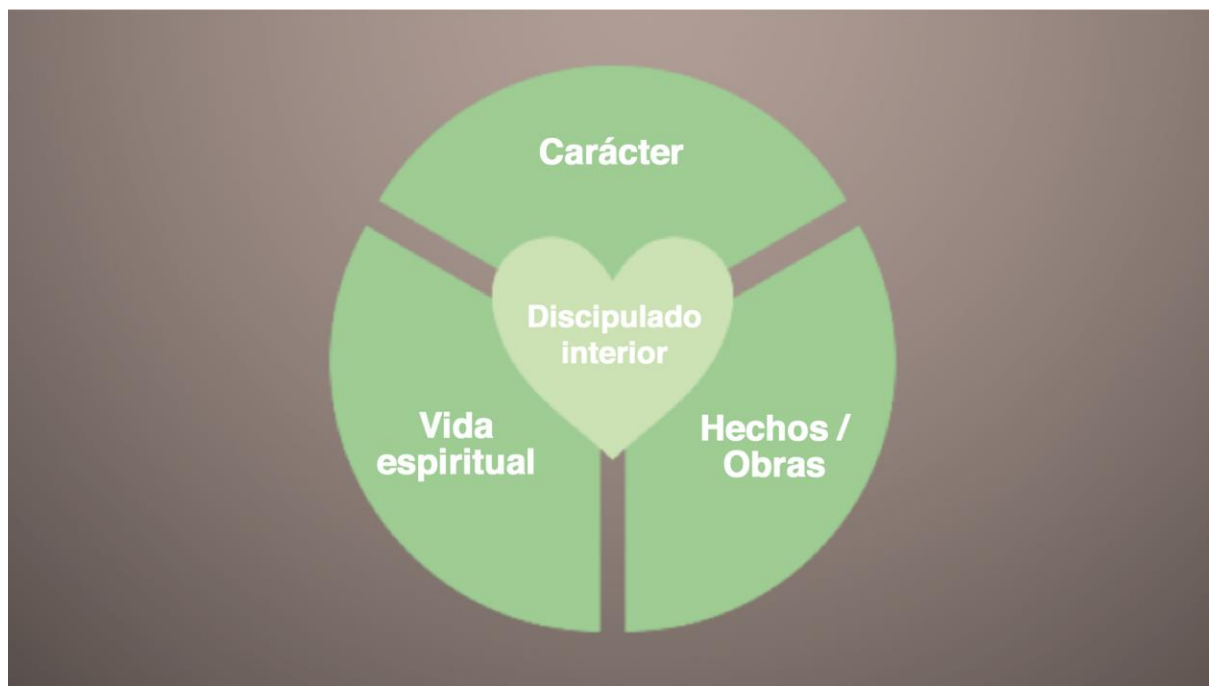 Carácter
Discipulado
interior
Vida
espiritual
Hechos /
Obras